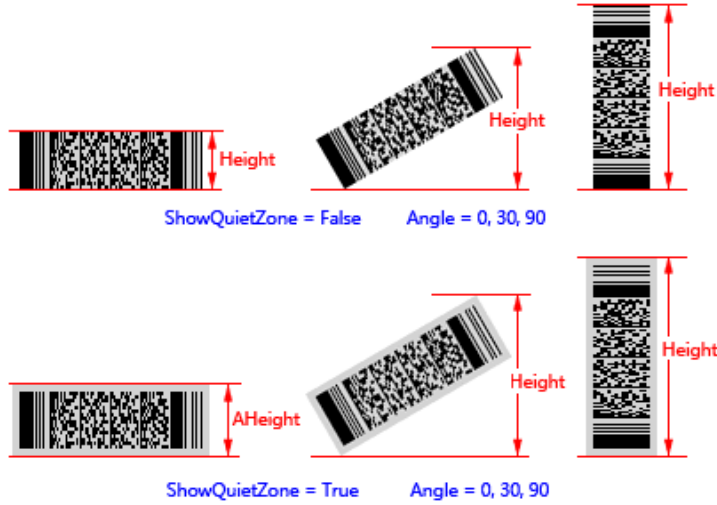 Height
Height
Height
ShowQuietZone = False Angle = 0, 30, 90
Height
Height
AHeight
ShowQuietZone = True Angle = 0, 30, 90